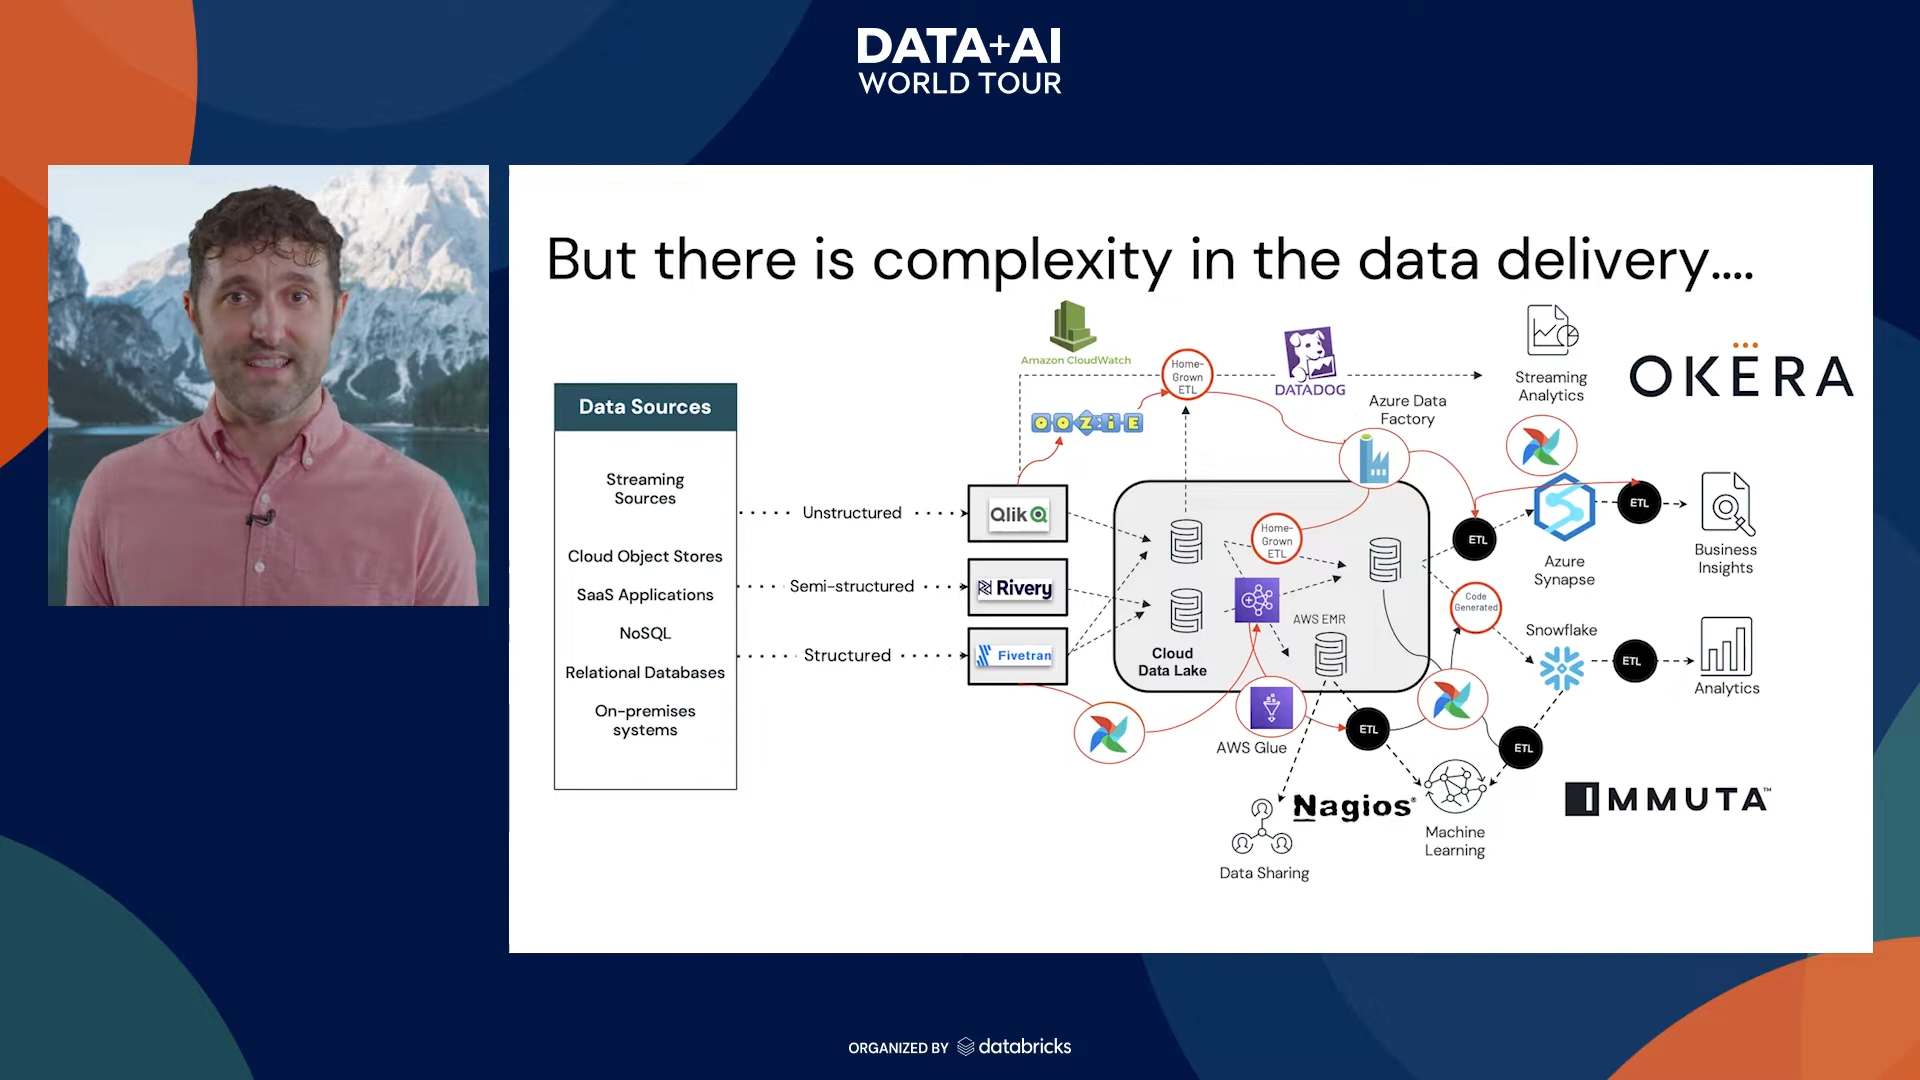 DATA+AI
WORLD TOUR
But there is complexity in the data delivery....
Data Sources
Streaming
Sources
Cloud Object Stores
SaaS Applications
NoSQL
Relational Databases
On-premises
systems
Unstructured
Semi-structured
Structured
Qlik
Rivery
Fivetran
Amazon CloudWatch
OOZIE
Home-
Grown
ETL
DATADOG
Azure Data
Factory
Streaming
Analytics
OKERA
Cloud
Data Lake
Home-
Grown
ETL
AWS EMR
AWS Glue
ETL
Azure
Synapse
ETL
Business
Insights
Code
Generated
Snowflake
ETL
Analytics
ETL
ETL
Nagios®
Machine
Learning
Data Sharing
IMMUTA™
ORGANIZED BY databricks